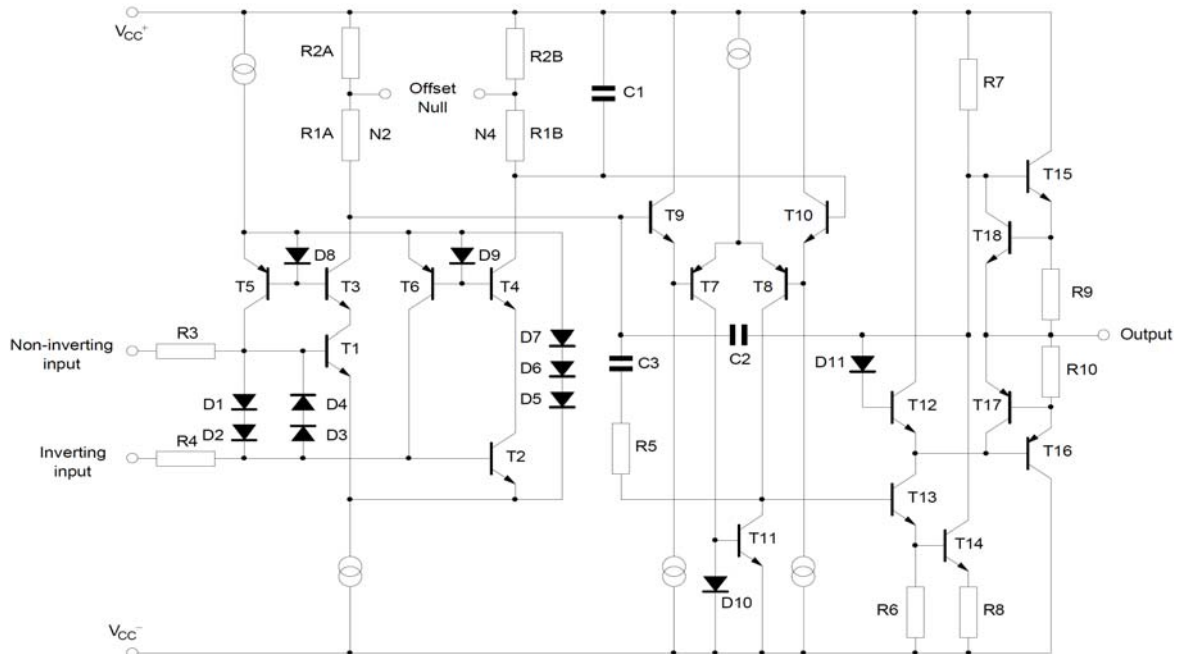 VCC+
R2A
R2B
Offset
Null
C1
R7
R1A
N2
N4
R1B
T15
T9
T10
T18
D8
D9
T5
T3
T6
T4
T7
T8
R9
R3
Non-inverting
input
T1
D7
D6
D5
C2
C3
D11
Output
R10
D1
D4
D2
D3
T12
T17
T16
R4
Inverting
input
T2
R5
T13
T11
T14
D10
R6
R8
VCC−